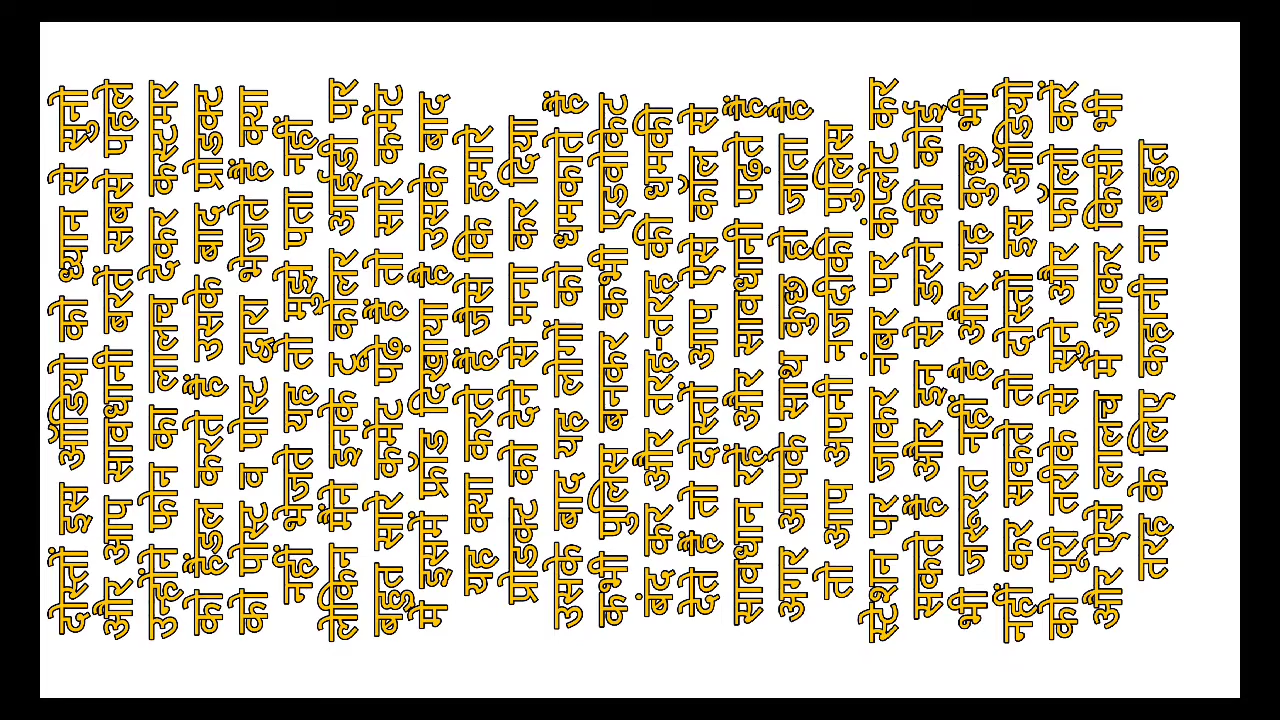 दोस्तों इस ऑडियो को ध्यान से सुनो
और आप सावधानी बरतें सबसे पहले
उन्होंने फोन का लालच देकर कस्टमर
को हैंडल करते हैं उसके बाद प्रोडक्ट
को पोस्ट व पोस्ट द्वारा भेजते हैं क्या
नहीं भेजते यह तो मुझे पता नहीं
लेकिन मैंने इनके टू कॉलर आईडी पर
बहुत सारे कमेंट पढ़े हैं तो सारे कमेंट
में इसमें फ्रॉड दिखाया है उसके बाद
यह क्या करते हैं जैसे कि हमारे
प्रोडक्ट को देने से मना कर दिया
उसके बाद यह लोगों को धमकाते हैं
कभी पुलिस बनकर कभी एडवोकेट
बंद कर और तरह-तरह की धमकी
देते हैं तो दोस्तों आप ऐसे कॉल से
सावधान रहें और सावधानी पढ़ते हैं
अगर आपके साथ कुछ हो जाता है
तो आप अपनी नजदीकी पुलिस
स्टेशन पर जाकर नंबर पर कंप्लेंट कर
सकते हैं और इन से डरने की कोई
भी जरूरत नहीं है और यह कुछ भी
नहीं कर सकते तो दोस्तों इस ऑडियो
को पूरी तरीके से सुने और फॉलो करें
और ऐसे लालच में आकर किसी भी
तरह के लिए कहानी ना बहुत